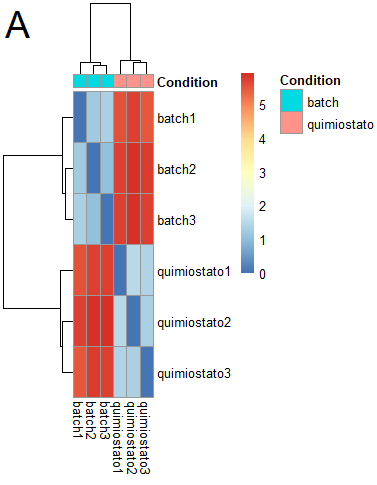 A
Condition
batch1
batch2
batch3
quimiostato1
quimiostato2
quimiostato3
batch1
batch2
batch3
quimiostato1
quimiostato2
quimiostato3
5
4
3
2
1
0
Condition
batch
quimiostato